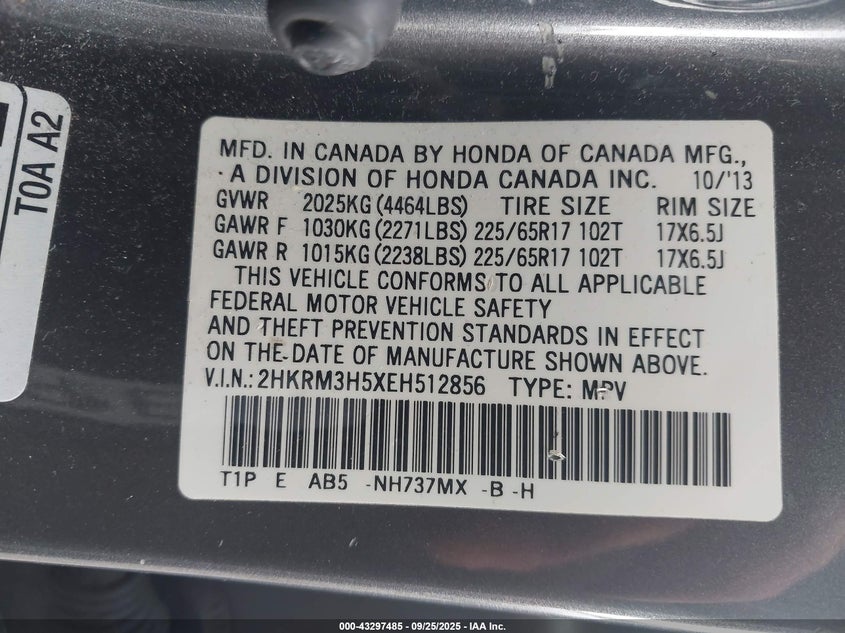 TOA A2
MFD. IN CANADA BY HONDA OF CANADA MFG.,
A DIVISION OF HONDA CANADA INC. 10/'13
GVWR 2025KG (4464LBS) TIRE SIZE RIM SIZE
GAWR F 1030KG (2271LBS) 225/65R17 102T 17X6.5J
GAWR R 1015KG (2238LBS) 225/65R17 102T 17X6.5J
THIS VEHICLE CONFORMS TO ALL APPLICABLE
FEDERAL MOTOR VEHICLE SAFETY
AND THEFT PREVENTION STANDARDS IN EFFECT
ON THE DATE OF MANUFACTURE SHOWN ABOVE.
V.I.N.: 2HKRM3H5XEH512856 TYPE: MPV
T1P E AB5 -NH737MX -B -H
000-43297485 - 09/25/2025 - IAA Inc.